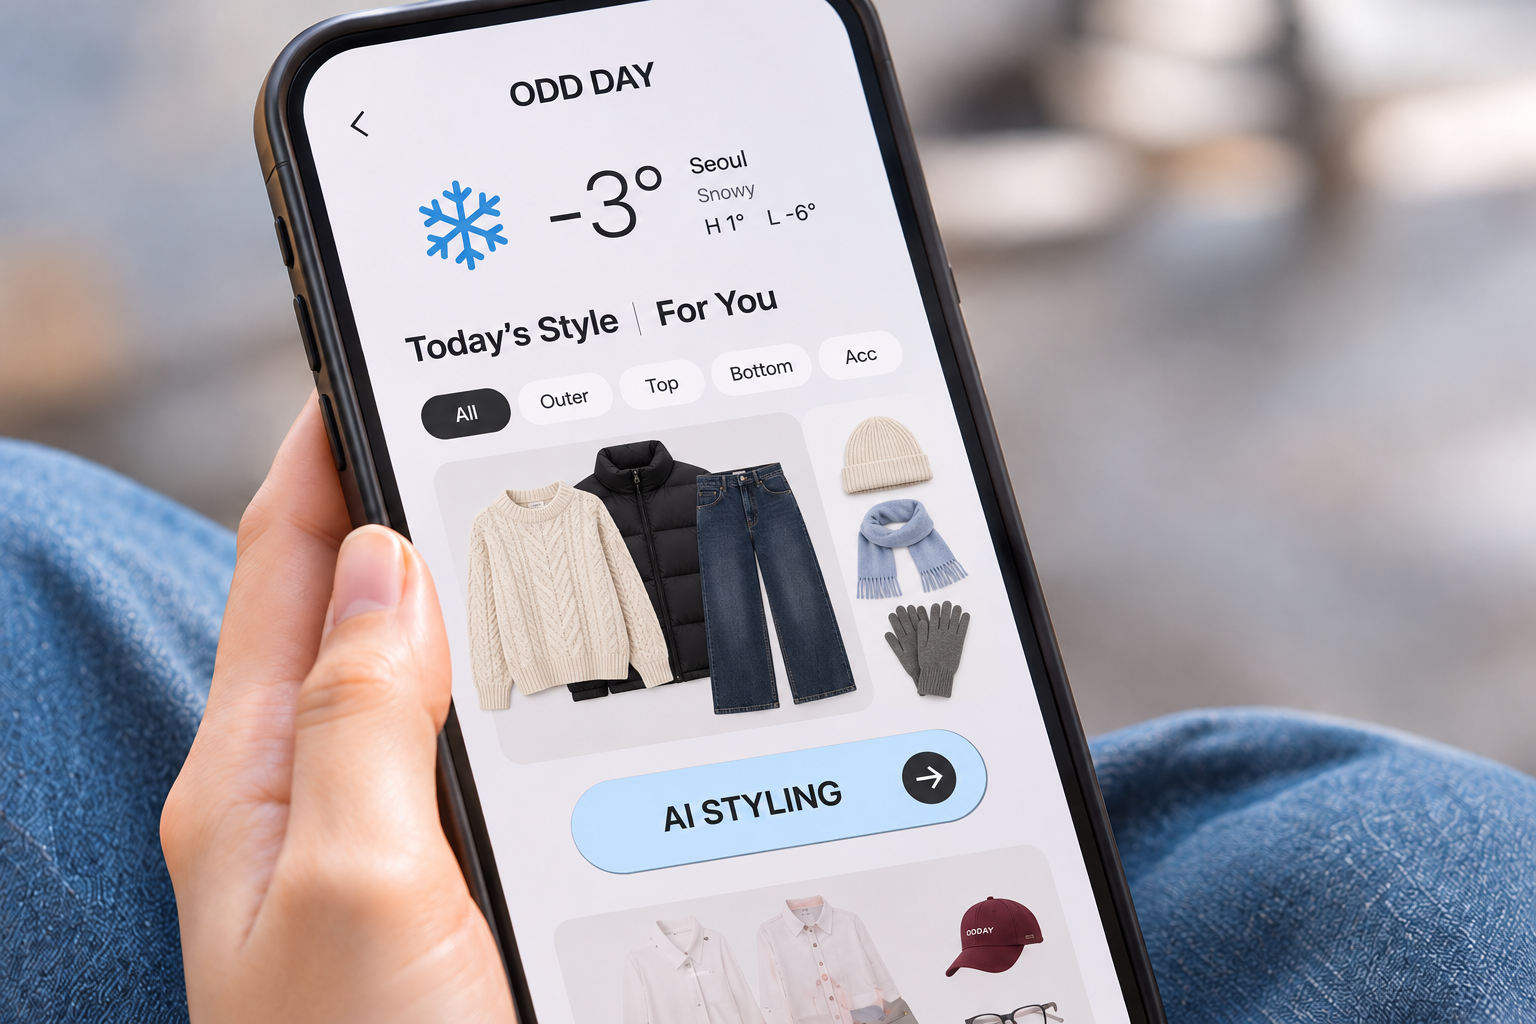 ODD DAY
-3°
Seoul
Snowy
H 1° L -6°
Today's Style | For You
All
Outer
Top
Bottom
Acc
AI STYLING
ODDAY